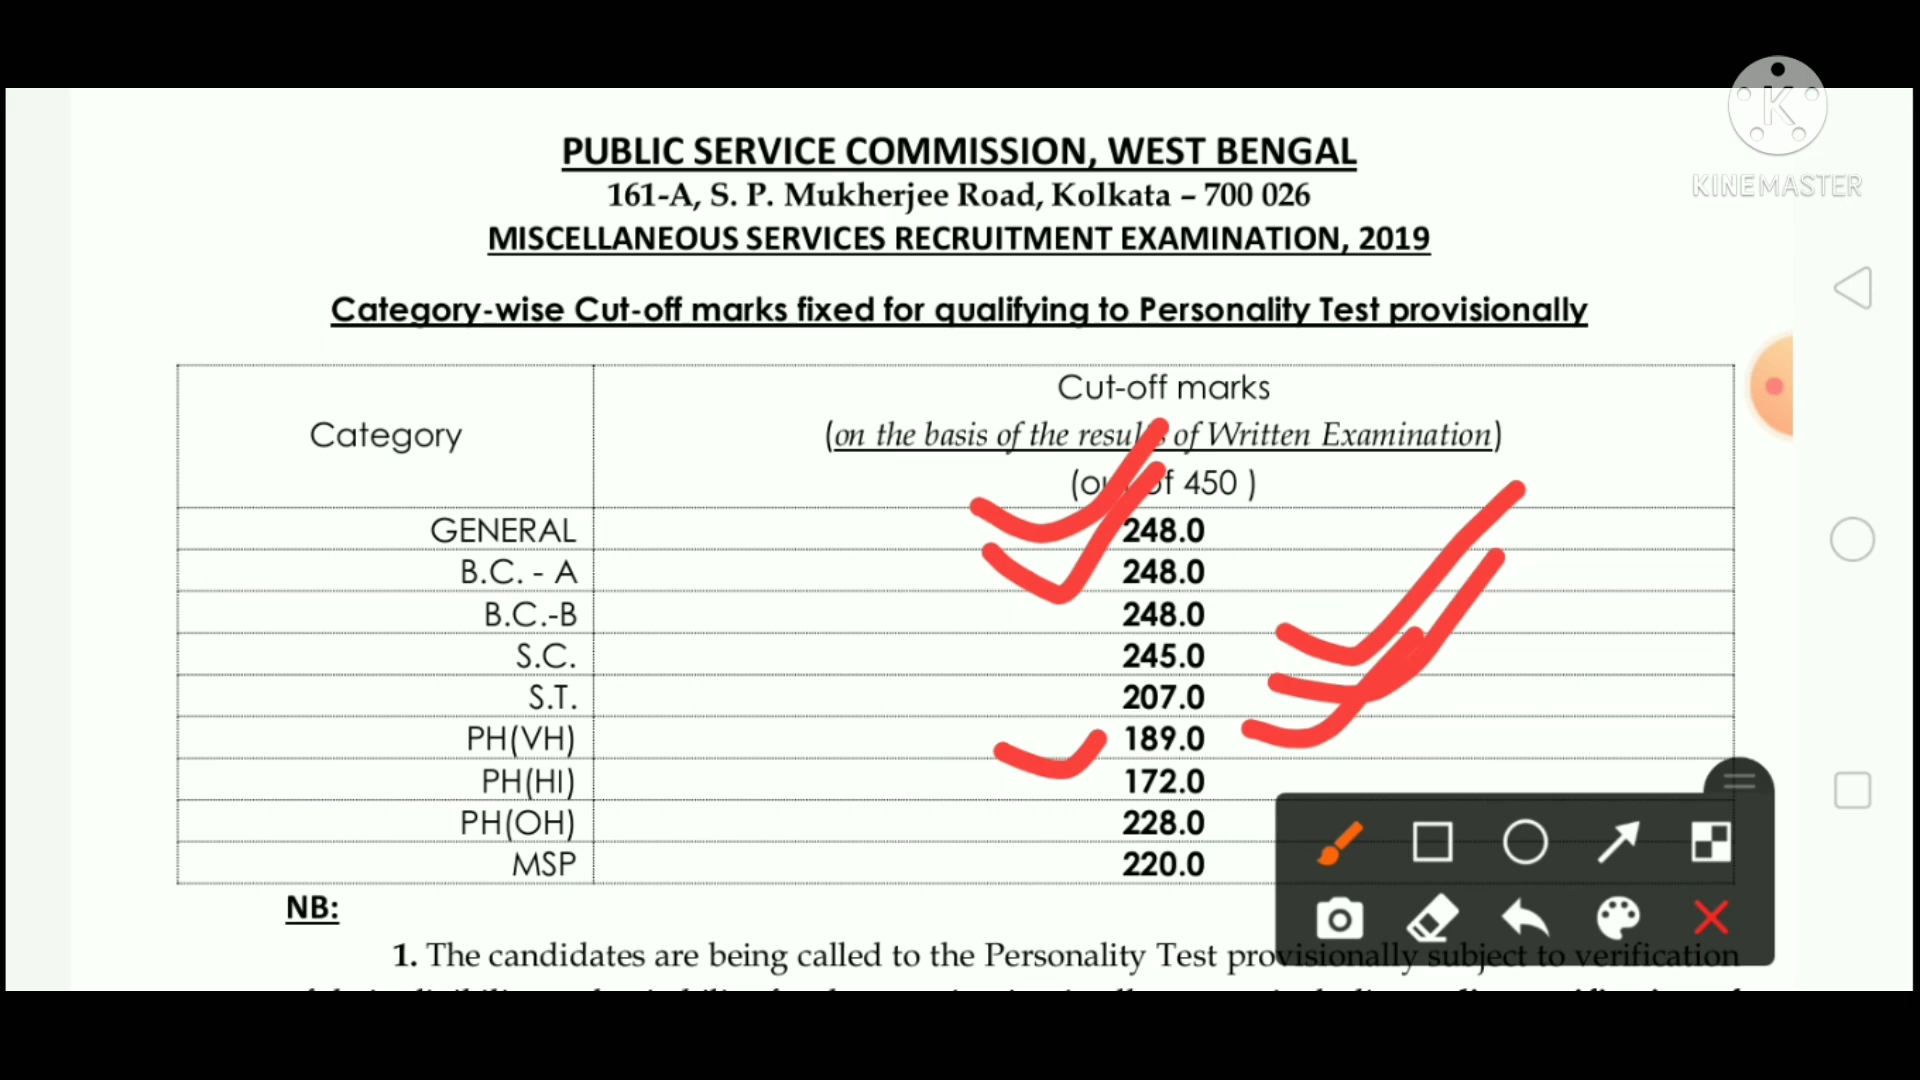 PUBLIC SERVICE COMMISSION, WEST BENGAL
161-A, S. P. Mukherjee Road, Kolkata – 700 026
MISCELLANEOUS SERVICES RECRUITMENT EXAMINATION, 2019
KINEMASTER
Category-wise Cut-off marks fixed for qualifying to Personality Test provisionally
Category
Cut-off marks
(on the basis of the results of Written Examination)
(out of 450 )
GENERAL 248.0
B.C. - A 248.0
B.C.-B 248.0
S.C. 245.0
S.T. 207.0
PH(VH) 189.0
PH(HI) 172.0
PH(OH) 228.0
MSP 220.0
NB:
1. The candidates are being called to the Personality Test provisionally subject to verification